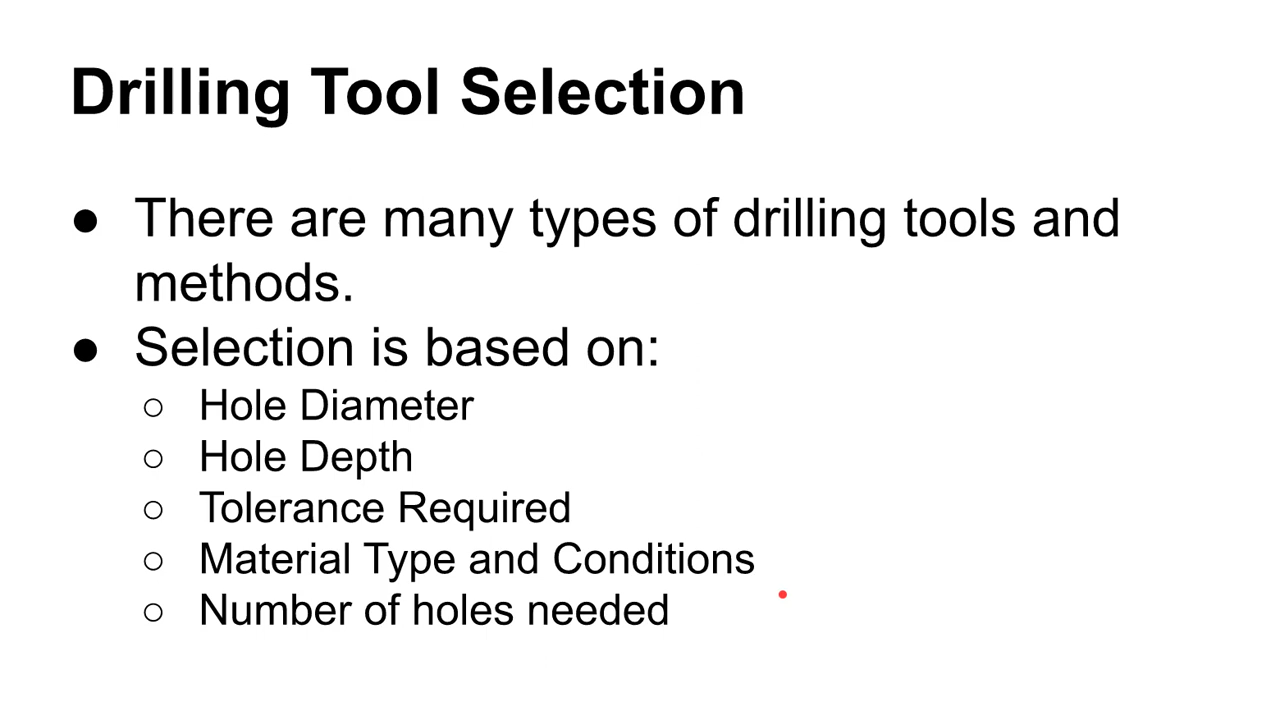 Drilling Tool Selection
● There are many types of drilling tools and
methods.
● Selection is based on:
○ Hole Diameter
○ Hole Depth
○ Tolerance Required
○ Material Type and Conditions
○ Number of holes needed